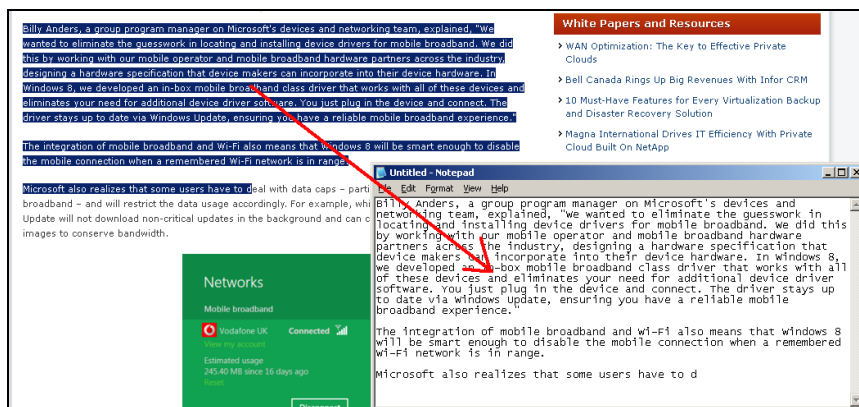 Billy Anders, a group program manager on Microsoft's devices and networking team, explained, "We
wanted to eliminate the guesswork in locating and installing device drivers for mobile broadband. We did
this by working with our mobile operator and mobile broadband hardware partners across the industry,
designing a hardware specification that device makers can incorporate into their device hardware. In
Windows 8, we developed an in-box mobile broadband class driver that works with all of these devices and
eliminates your need for additional device driver software. You just plug in the device and connect. The
driver stays up to date via Windows Update, ensuring you have a reliable mobile broadband experience."
The integration of mobile broadband and Wi-Fi also means that Windows 8 will be smart enough to disable
the mobile connection when a remembered Wi-Fi network is in range.
Microsoft also realizes that some users have to deal with data caps – parti
broadband – and will restrict the data usage accordingly. For example, whi
Update will not download non-critical updates in the background and can c
images to conserve bandwidth.
Networks
Mobile broadband
Vodafone UK Connected
View my account
Estimated usage
245.40 MB since 16 days ago
Reset
Disconnect
White Papers and Resources
WAN Optimization: The Key to Effective Private
Clouds
Bell Canada Rings Up Big Revenues With Infor CRM
10 Must-Have Features for Every Virtualization Backup
and Disaster Recovery Solution
Magna International Drives IT Efficiency With Private
Cloud Built On NetApp
Untitled - Notepad
File Edit Format View Help
Billy Anders, a group program manager on Microsoft's devices and
networking team, explained, "We wanted to eliminate the guesswork in
locating and installing device drivers for mobile broadband. We did this
by working with our mobile operator and mobile broadband hardware
partners across the industry, designing a hardware specification that
device makers can incorporate into their device hardware. In Windows 8,
we developed an in-box mobile broadband class driver that works with all
of these devices and eliminates your need for additional device driver
software. You just plug in the device and connect. The driver stays up
to date via Windows Update, ensuring you have a reliable mobile
broadband experience."
The integration of mobile broadband and Wi-Fi also means that Windows 8
will be smart enough to disable the mobile connection when a remembered
Wi-Fi network is in range.
Microsoft also realizes that some users have to d